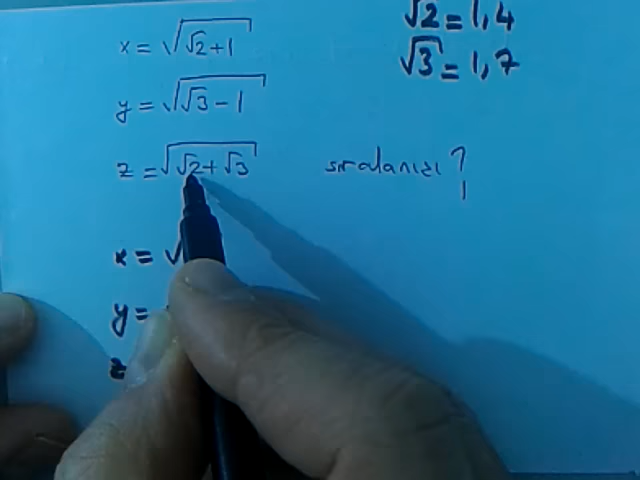 x = √(√2+1)
y = √(√3 - 1)
z = √(√2 + √3)
√2 = 1,4
√3 = 1,7
sıralanışı ?
x = √
y =
z